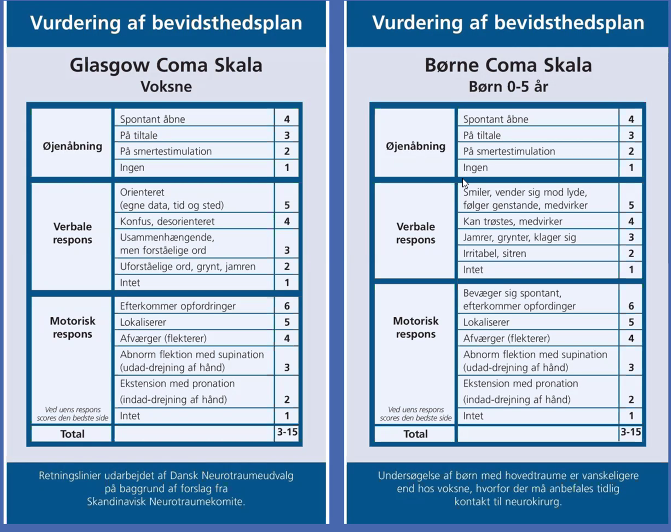 Vurdering af bevidsthedsplan
Glasgow Coma Skala
Voksne
Øjenåbning
Spontant åbne 4
På tiltale 3
På smertestimulation 2
Ingen 1
Verbale
respons
Orienteret
(egne data, tid og sted) 5
Konfus, desorienteret 4
Usammenhængende,
men forståelige ord 3
Uforståelige ord, grynt, jamren 2
Intet 1
Motorisk
respons
Ved uens respons
scores den bedste side
Efterkommer opfordringer 6
Lokaliserer 5
Afværger (flekterer) 4
Abnorm flektion med supination
(udad-drejning af hånd) 3
Ekstension med pronation
(indad-drejning af hånd) 2
Intet 1
Total 3-15
Retningslinier udarbejdet af Dansk Neurotraumeudvalg
på baggrund af forslag fra
Skandinavisk Neurotraumekomite.
Vurdering af bevidsthedsplan
Børne Coma Skala
Børn 0-5 år
Øjenåbning
Spontant åbne 4
På tiltale 3
På smertestimulation 2
Ingen 1
Verbale
respons
Smiler, vender sig mod lyde,
følger genstande, medvirker 5
Kan trøstes, medvirker 4
Jamrer, grynter, klager sig 3
Irritabel, sitren 2
Intet 1
Motorisk
respons
Ved uens respons
scores den bedste side
Bevæger sig spontant,
efterkommer opfordringer 6
Lokaliserer 5
Afværger (flekterer) 4
Abnorm flektion med supination
(udad-drejning af hånd) 3
Ekstension med pronation
(indad-drejning af hånd) 2
Intet 1
Total 3-15
Undersøgelse af børn med hovedtraume er vanskeligere
end hos voksne, hvorfor der må anbefales tidlig
kontakt til neurokirurg.